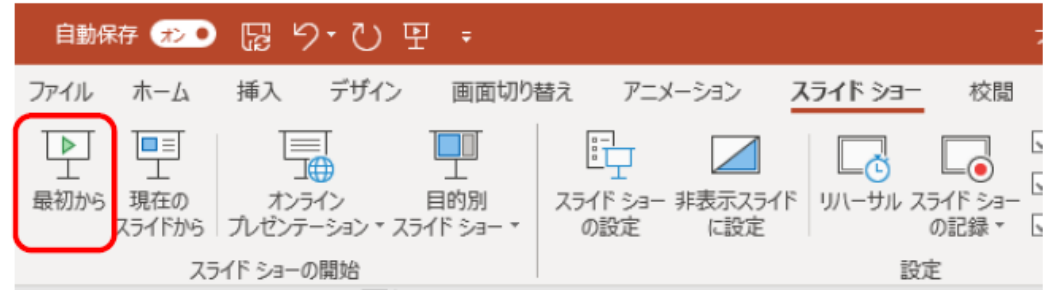 自動保存 オン
ファイル ホーム 挿入 デザイン 画面切り替え アニメーション スライド ショー 校閲
最初から 現在の オンライン 目的別 スライド ショー 非表示スライド リハーサル スライド ショー
スライドから プレゼンテーション スライド ショー の設定 に設定 の記録
スライド ショーの開始 設定